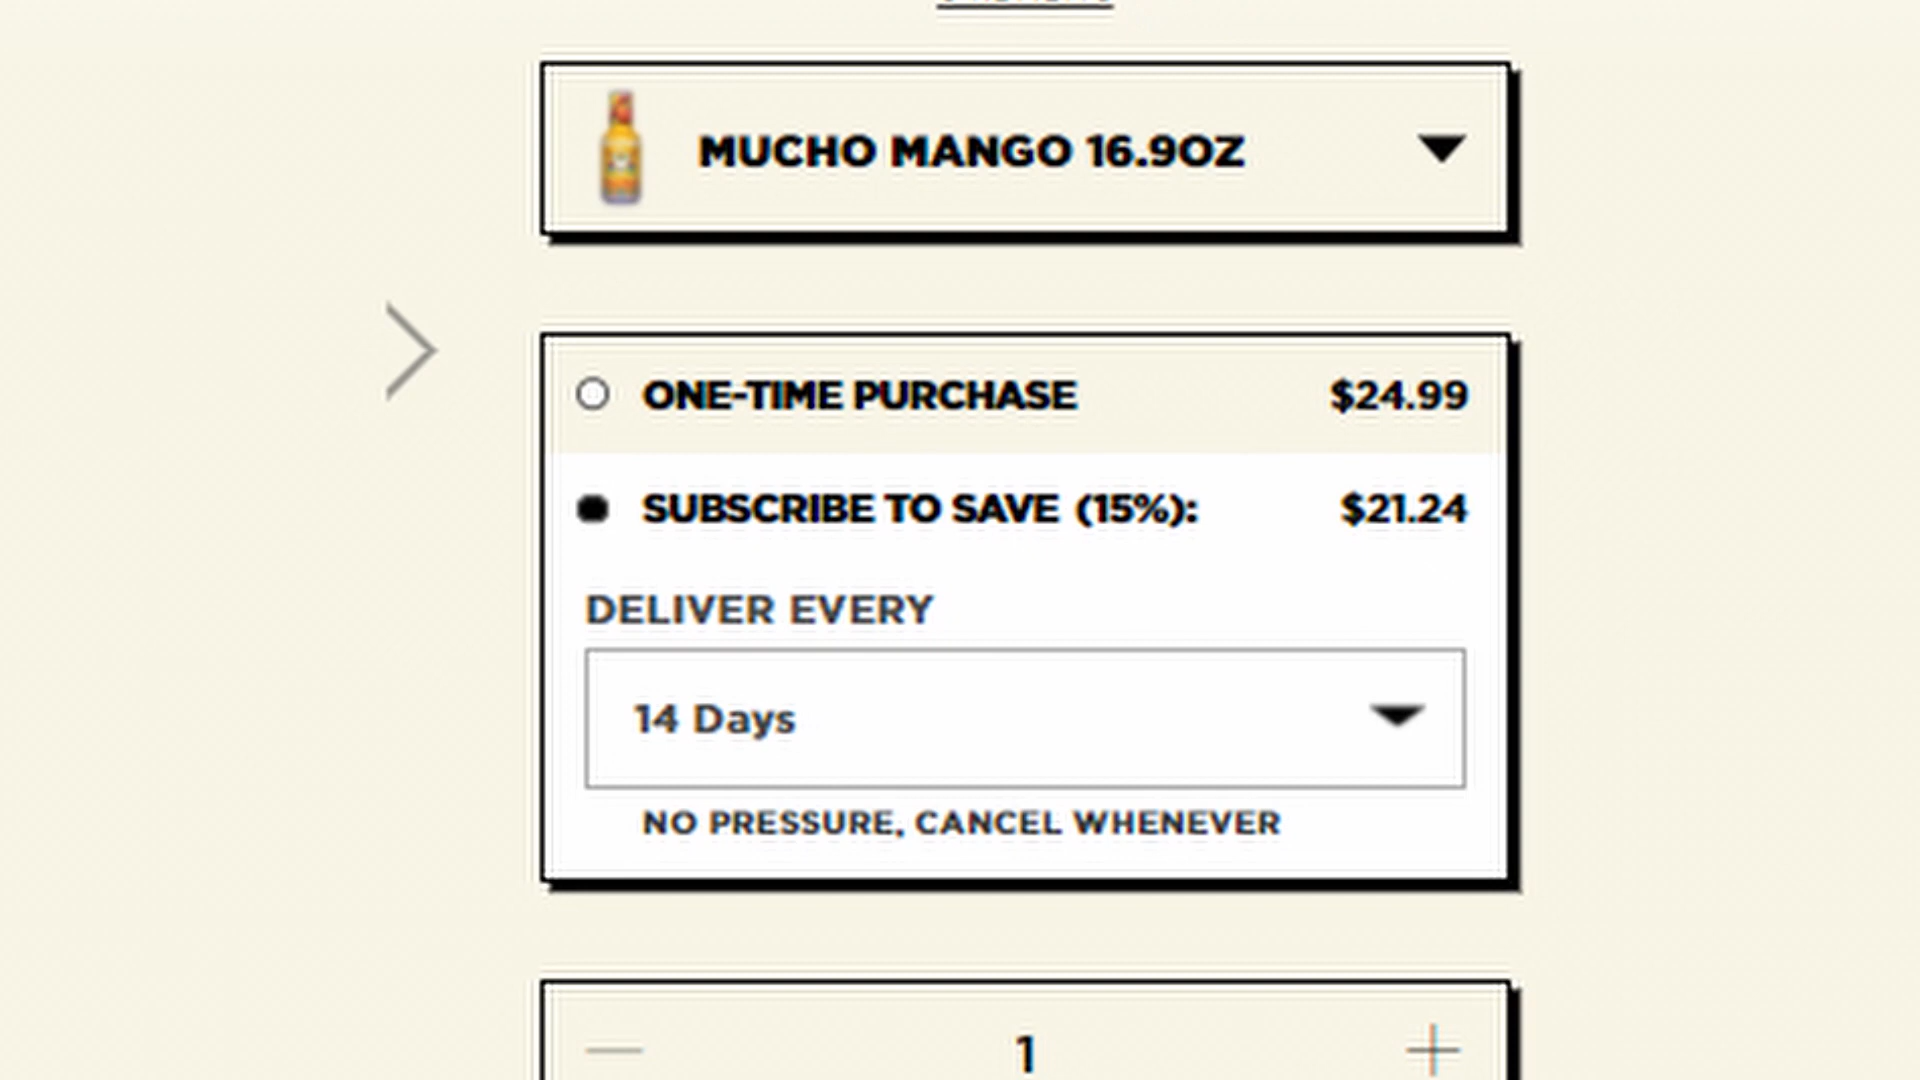 MUCHO MANGO 16.9OZ
ONE-TIME PURCHASE $24.99
SUBSCRIBE TO SAVE (15%): $21.24
DELIVER EVERY
14 Days
NO PRESSURE, CANCEL WHENEVER
1